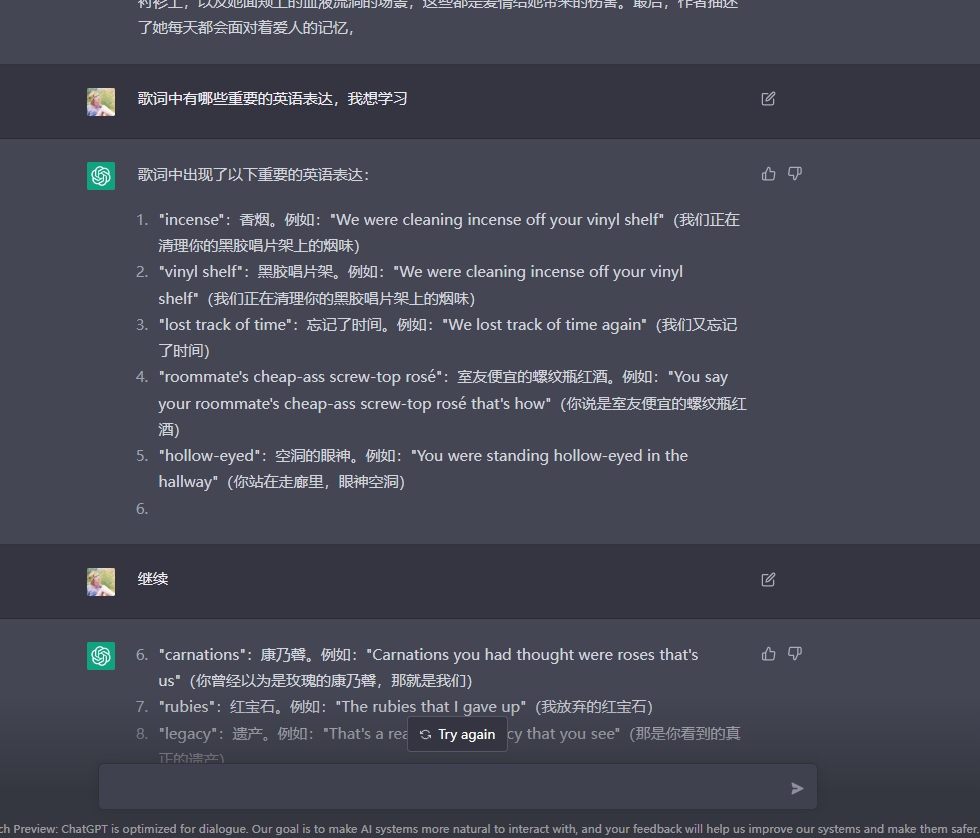 衬衫上，以及她面颊上的血液流淌的场景，这些都是爱情给她带来的伤害。最后，作者描述
了她每天都会面对着爱人的记忆，
歌词中有哪些重要的英语表达，我想学习
歌词中出现了以下重要的英语表达：
1. "incense"：香烟。例如："We were cleaning incense off your vinyl shelf"（我们正在
清理你的黑胶唱片架上的烟味）
2. "vinyl shelf"：黑胶唱片架。例如："We were cleaning incense off your vinyl
shelf"（我们正在清理你的黑胶唱片架上的烟味）
3. "lost track of time"：忘记了时间。例如："We lost track of time again"（我们又忘记
了时间）
4. "roommate's cheap-ass screw-top rosé"：室友便宜的螺纹瓶红酒。例如："You say
your roommate's cheap-ass screw-top rosé that's how"（你说是室友便宜的螺纹瓶红
酒）
5. "hollow-eyed"：空洞的眼神。例如："You were standing hollow-eyed in the
hallway"（你站在走廊里，眼神空洞）
6.
继续
6. "carnations"：康乃馨。例如："Carnations you had thought were roses that's
us"（你曾经以为是玫瑰的康乃馨，那就是我们）
7. "rubies"：红宝石。例如："The rubies that I gave up"（我放弃的红宝石）
8. "legacy"：遗产。例如："That's a rea cy that you see"（那是你看到的真
正的遗产）
Try again
ch Preview: ChatGPT is optimized for dialogue. Our goal is to make AI systems more natural to interact with, and your feedback will help us improve our systems and make them safer.